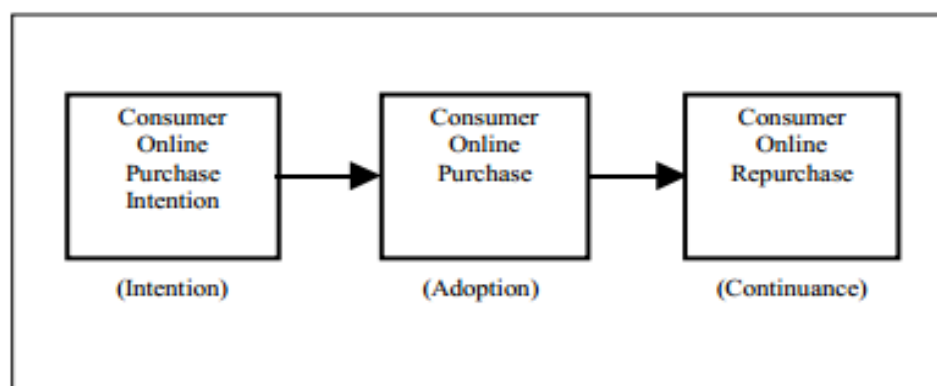 Consumer
Online
Purchase
Intention
Consumer
Online
Purchase
Consumer
Online
Repurchase
(Intention)
(Adoption)
(Continuance)